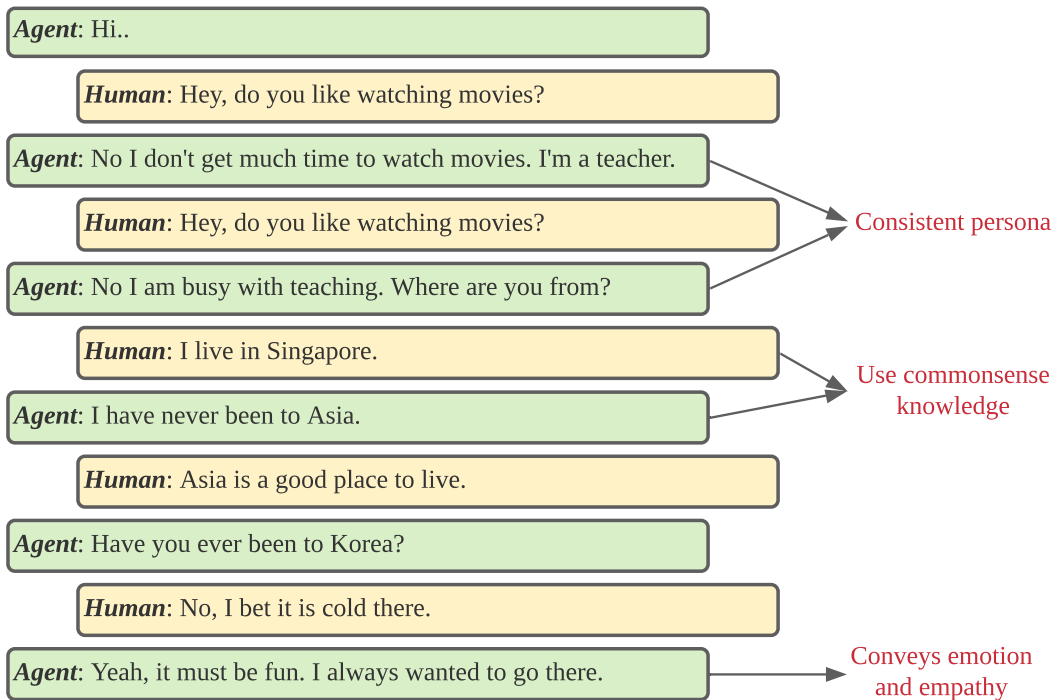 Agent: Hi..
Human: Hey, do you like watching movies?
Agent: No I don't get much time to watch movies. I'm a teacher.
Human: Hey, do you like watching movies?
Agent: No I am busy with teaching. Where are you from?
Consistent persona
Human: I live in Singapore.
Agent: I have never been to Asia.
Use commonsense
knowledge
Human: Asia is a good place to live.
Agent: Have you ever been to Korea?
Human: No, I bet it is cold there.
Agent: Yeah, it must be fun. I always wanted to go there.
Conveys emotion
and empathy